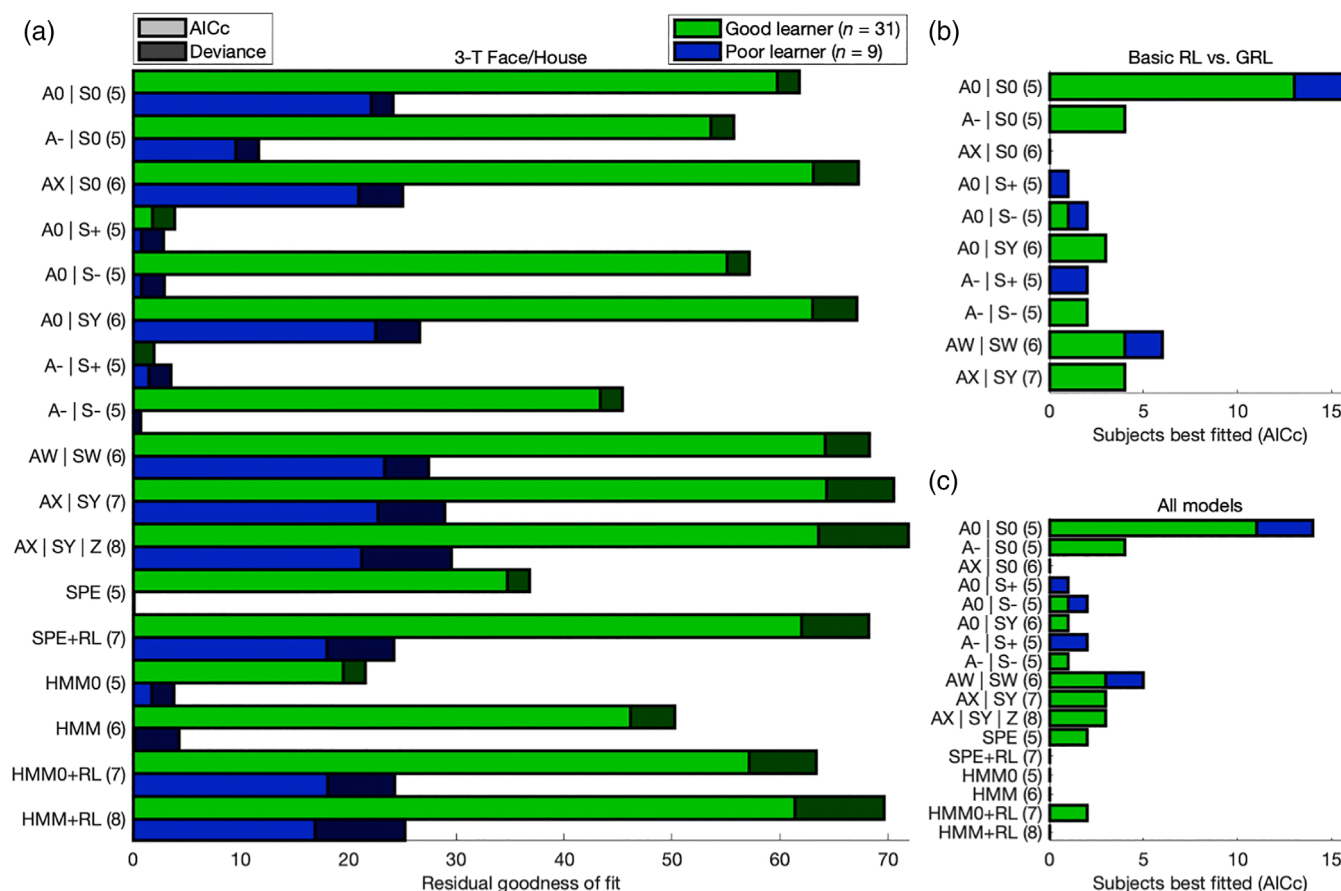 (a)
AICc
Deviance
Good learner (n = 31)
Poor learner (n = 9)
3-T Face/House
A0 | S0 (5)
A- | S0 (5)
AX | S0 (6)
A0 | S+ (5)
A0 | S- (5)
A0 | SY (6)
A- | S+ (5)
A- | S- (5)
AW | SW (6)
AX | SY (7)
AX | SY | Z (8)
SPE (5)
SPE+RL (7)
HMM0 (5)
HMM (6)
HMM0+RL (7)
HMM+RL (8)
0 10 20 30 40 50 60 70
Residual goodness of fit
(b)
Basic RL vs. GRL
A0 | S0 (5)
A- | S0 (5)
AX | S0 (6)
A0 | S+ (5)
A0 | S- (5)
A0 | SY (6)
A- | S+ (5)
A- | S- (5)
AW | SW (6)
AX | SY (7)
0 5 10 15
Subjects best fitted (AICc)
(c)
All models
A0 | S0 (5)
A- | S0 (5)
AX | S0 (6)
A0 | S+ (5)
A0 | S- (5)
A0 | SY (6)
A- | S+ (5)
A- | S- (5)
AW | SW (6)
AX | SY (7)
AX | SY | Z (8)
SPE (5)
SPE+RL (7)
HMM0 (5)
HMM (6)
HMM0+RL (7)
HMM+RL (8)
0 5 10 15
Subjects best fitted (AICc)